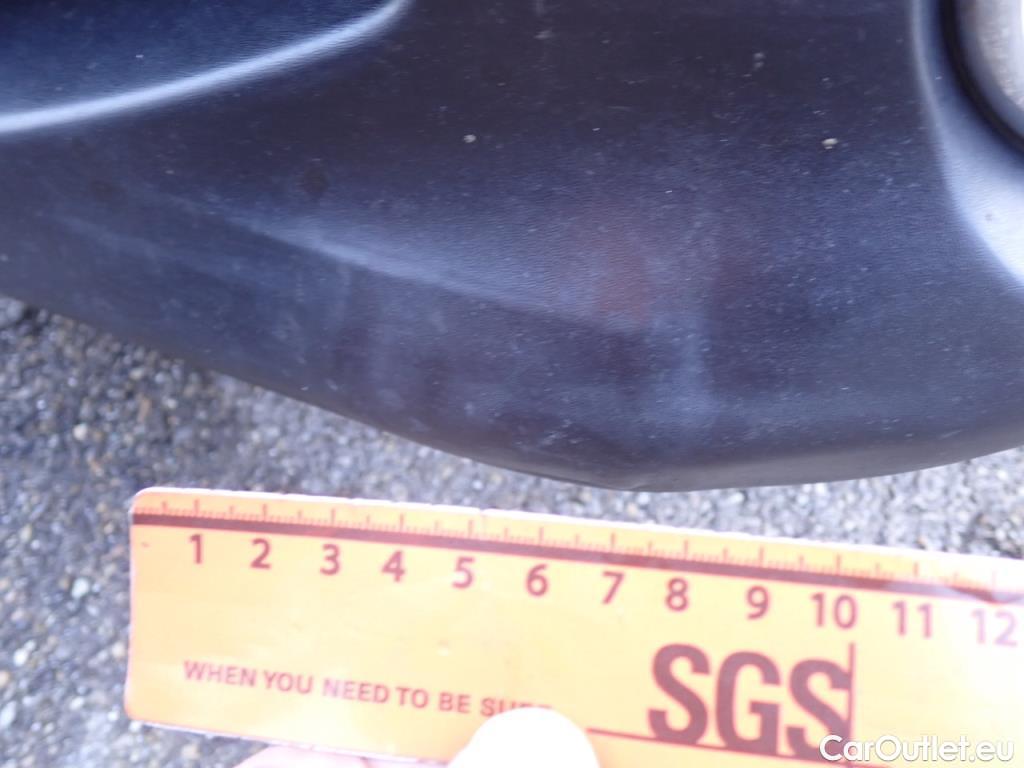 1 2 3 4 5 6 7 8 9 10 11 12
WHEN YOU NEED TO BE
SGS
CarOutlet.eu